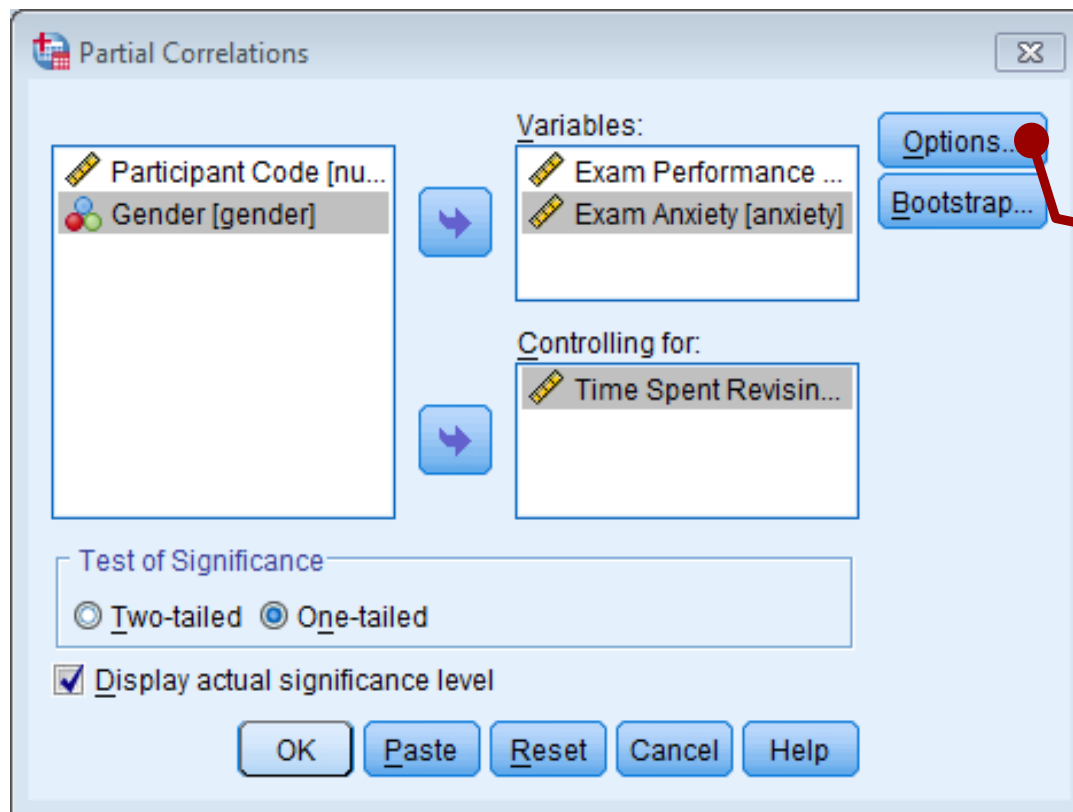 Partial Correlations
Variables:
Participant Code [nu...
Gender [gender]
Exam Performance ...
Exam Anxiety [anxiety]
Options...
Bootstrap...
Controlling for:
Time Spent Revisin...
Test of Significance
Two-tailed One-tailed
Display actual significance level
OK Paste Reset Cancel Help